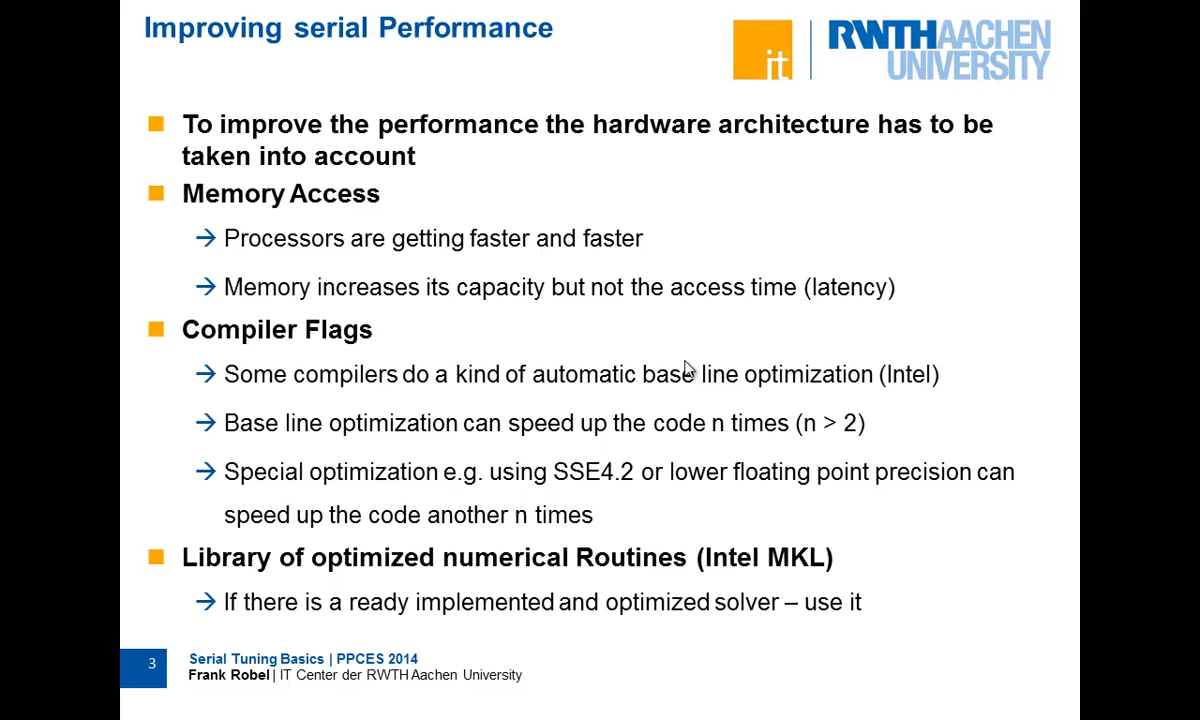 Improving serial Performance
it
RWTHAACHEN
UNIVERSITY
To improve the performance the hardware architecture has to be
taken into account
Memory Access
→ Processors are getting faster and faster
→ Memory increases its capacity but not the access time (latency)
Compiler Flags
→ Some compilers do a kind of automatic base line optimization (Intel)
→ Base line optimization can speed up the code n times (n > 2)
→ Special optimization e.g. using SSE4.2 or lower floating point precision can
speed up the code another n times
Library of optimized numerical Routines (Intel MKL)
→ If there is a ready implemented and optimized solver – use it
3
Serial Tuning Basics | PPCES 2014
Frank Robel | IT Center der RWTH Aachen University